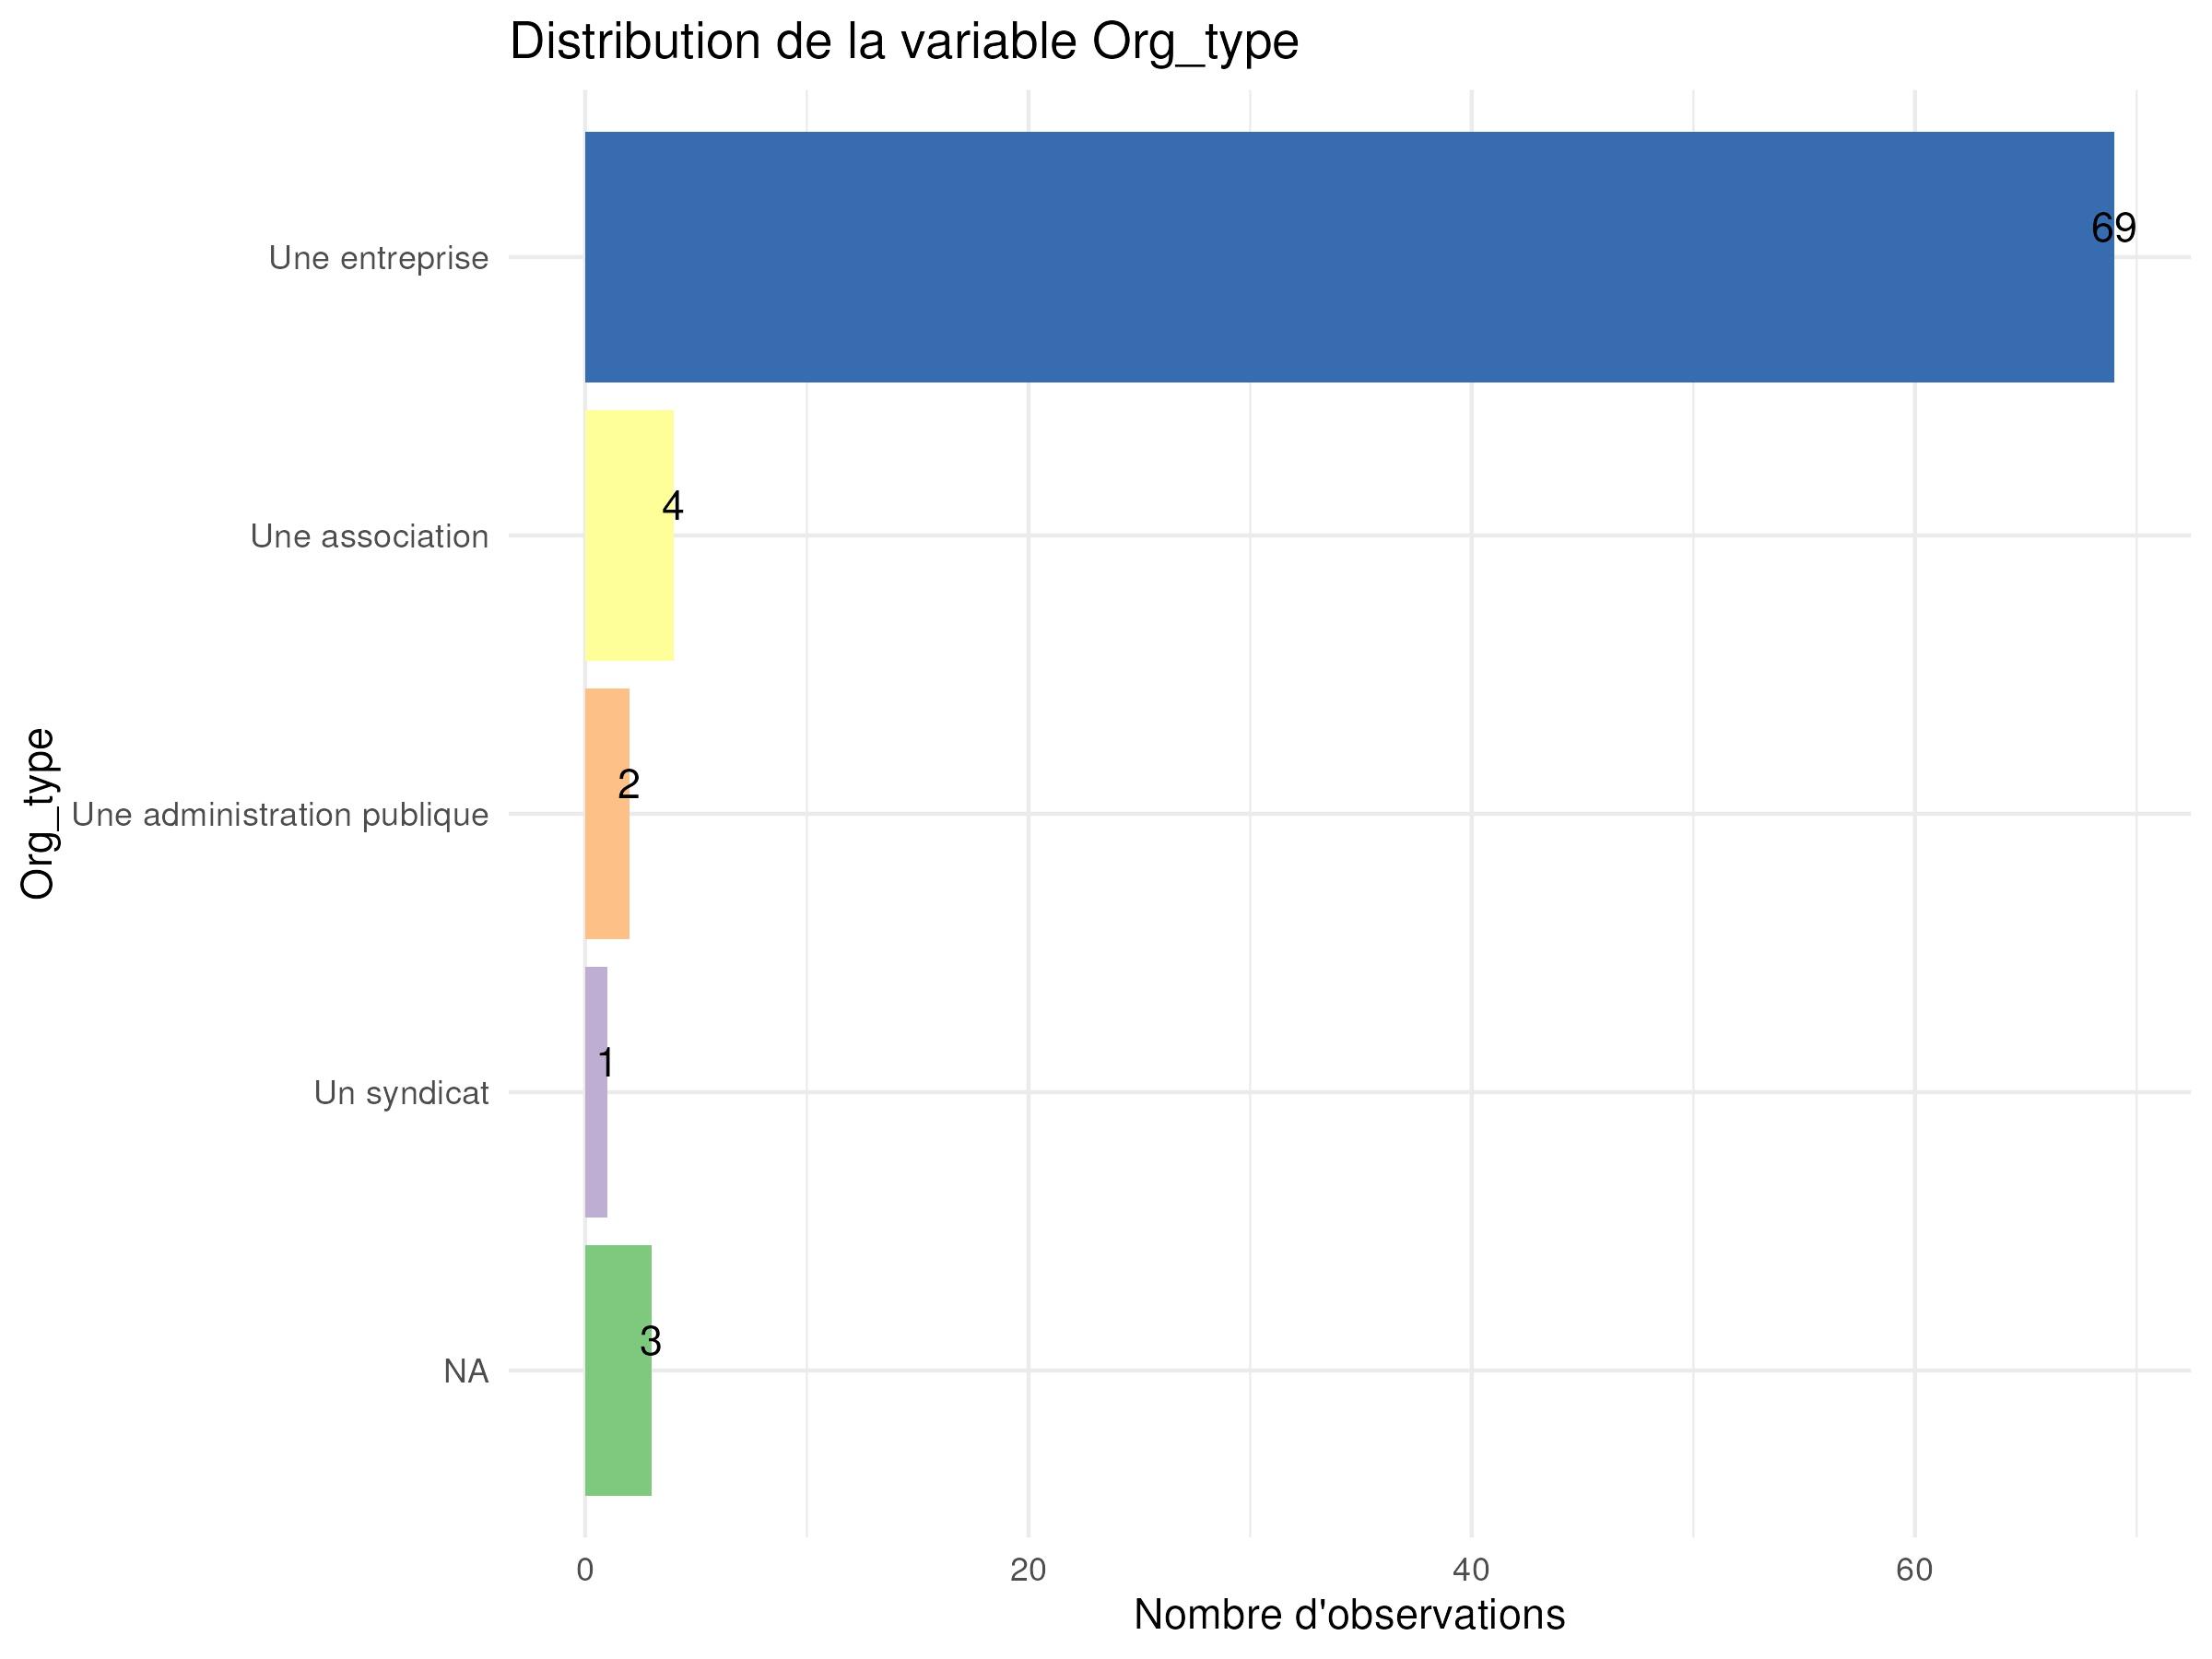 Distribution de la variable Org_type
Une entreprise
69
Une association
4
Une administration publique
2
Un syndicat
1
NA
3
Org_type
0 20 40 60
Nombre d'observations